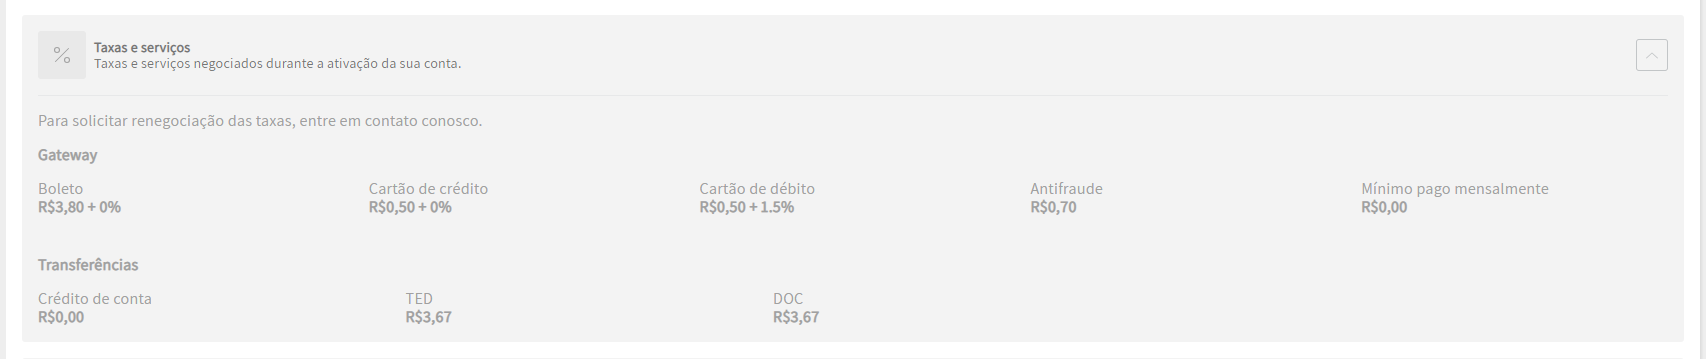 %
Taxas e serviços
Taxas e serviços negociados durante a ativação da sua conta.
Para solicitar renegociação das taxas, entre em contato conosco.
Gateway
Boleto Cartão de crédito Cartão de débito Antifraude Mínimo pago mensalmente
R$3,80 + 0% R$0,50 + 0% R$0,50 + 1.5% R$0,70 R$0,00
Transferências
Crédito de conta TED DOC
R$0,00 R$3,67 R$3,67